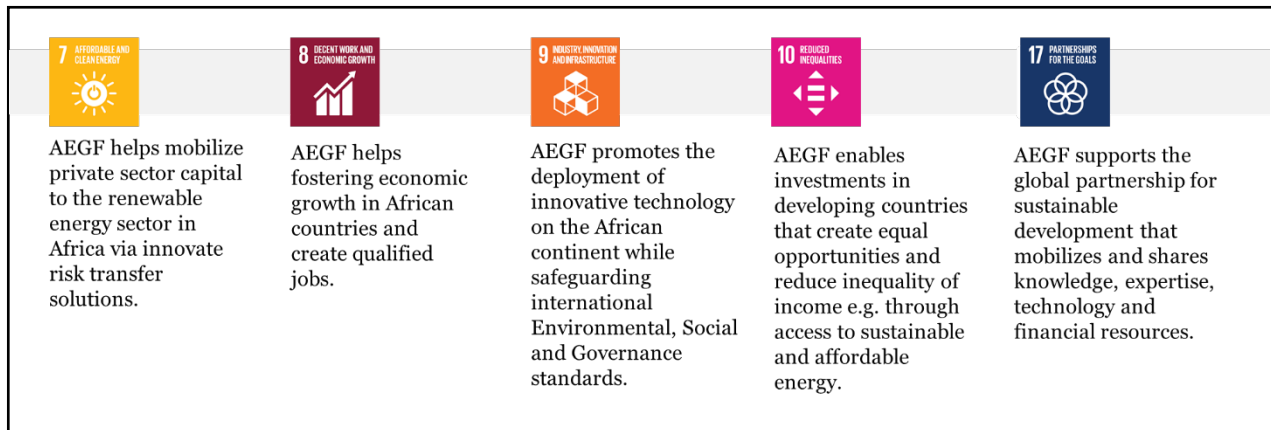 7 AFFORDABLE AND
CLEAN ENERGY
AEGF helps mobilize
private sector capital
to the renewable
energy sector in
Africa via innovate
risk transfer
solutions.
8 DECENT WORK AND
ECONOMIC GROWTH
AEGF helps
fostering economic
growth in African
countries and
create qualified
jobs.
9 INDUSTRY, INNOVATION
AND INFRASTRUCTURE
AEGF promotes the
deployment of
innovative technology
on the African
continent while
safeguarding
international
Environmental, Social
and Governance
standards.
10 REDUCED
INEQUALITIES
AEGF enables
investments in
developing countries
that create equal
opportunities and
reduce inequality of
income e.g. through
access to sustainable
and affordable
energy.
17 PARTNERSHIPS
FOR THE GOALS
AEGF supports the
global partnership for
sustainable
development that
mobilizes and shares
knowledge, expertise,
technology and
financial resources.